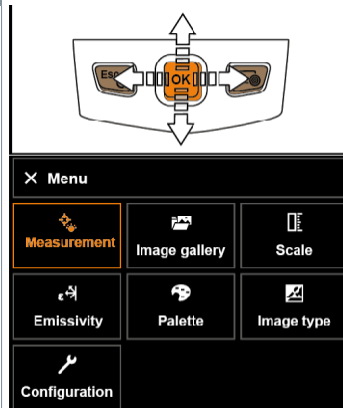 Esc
OK
X Menu
Measurement
Image gallery
Scale
Emissivity
Palette
Image type
Configuration